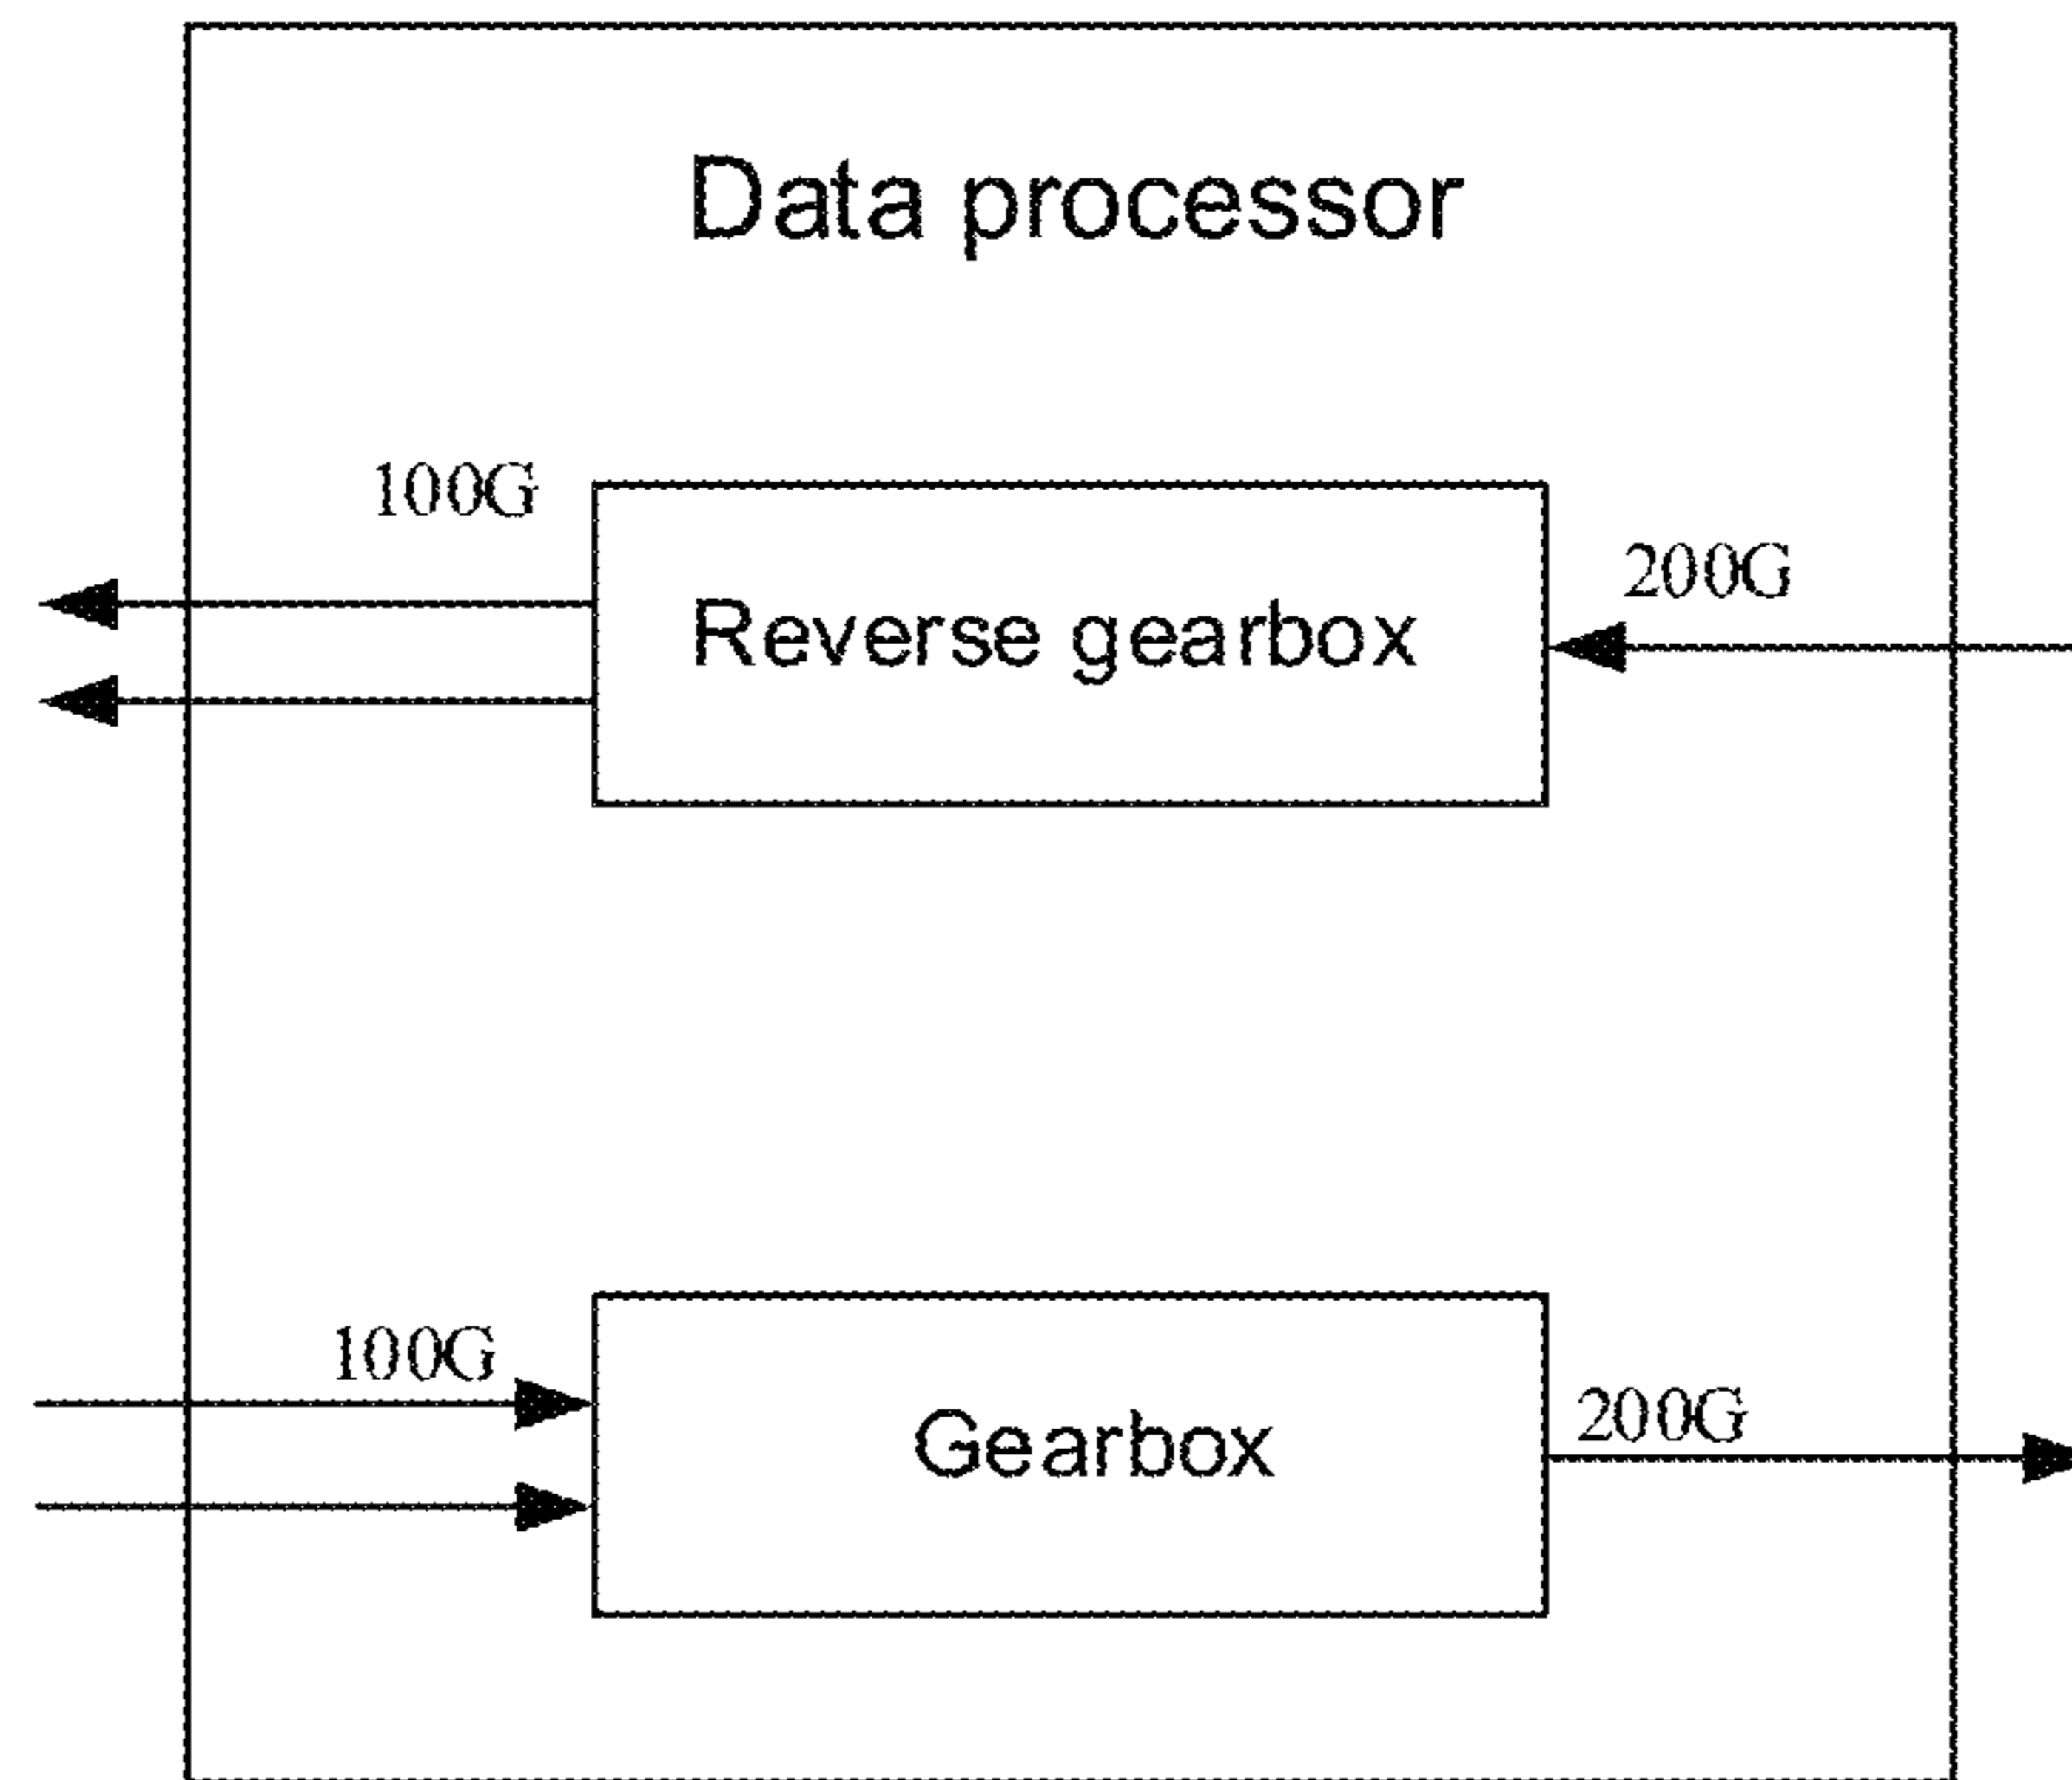 Data processor
100G
200G
Reverse gearbox
100G
200G
Gearbox